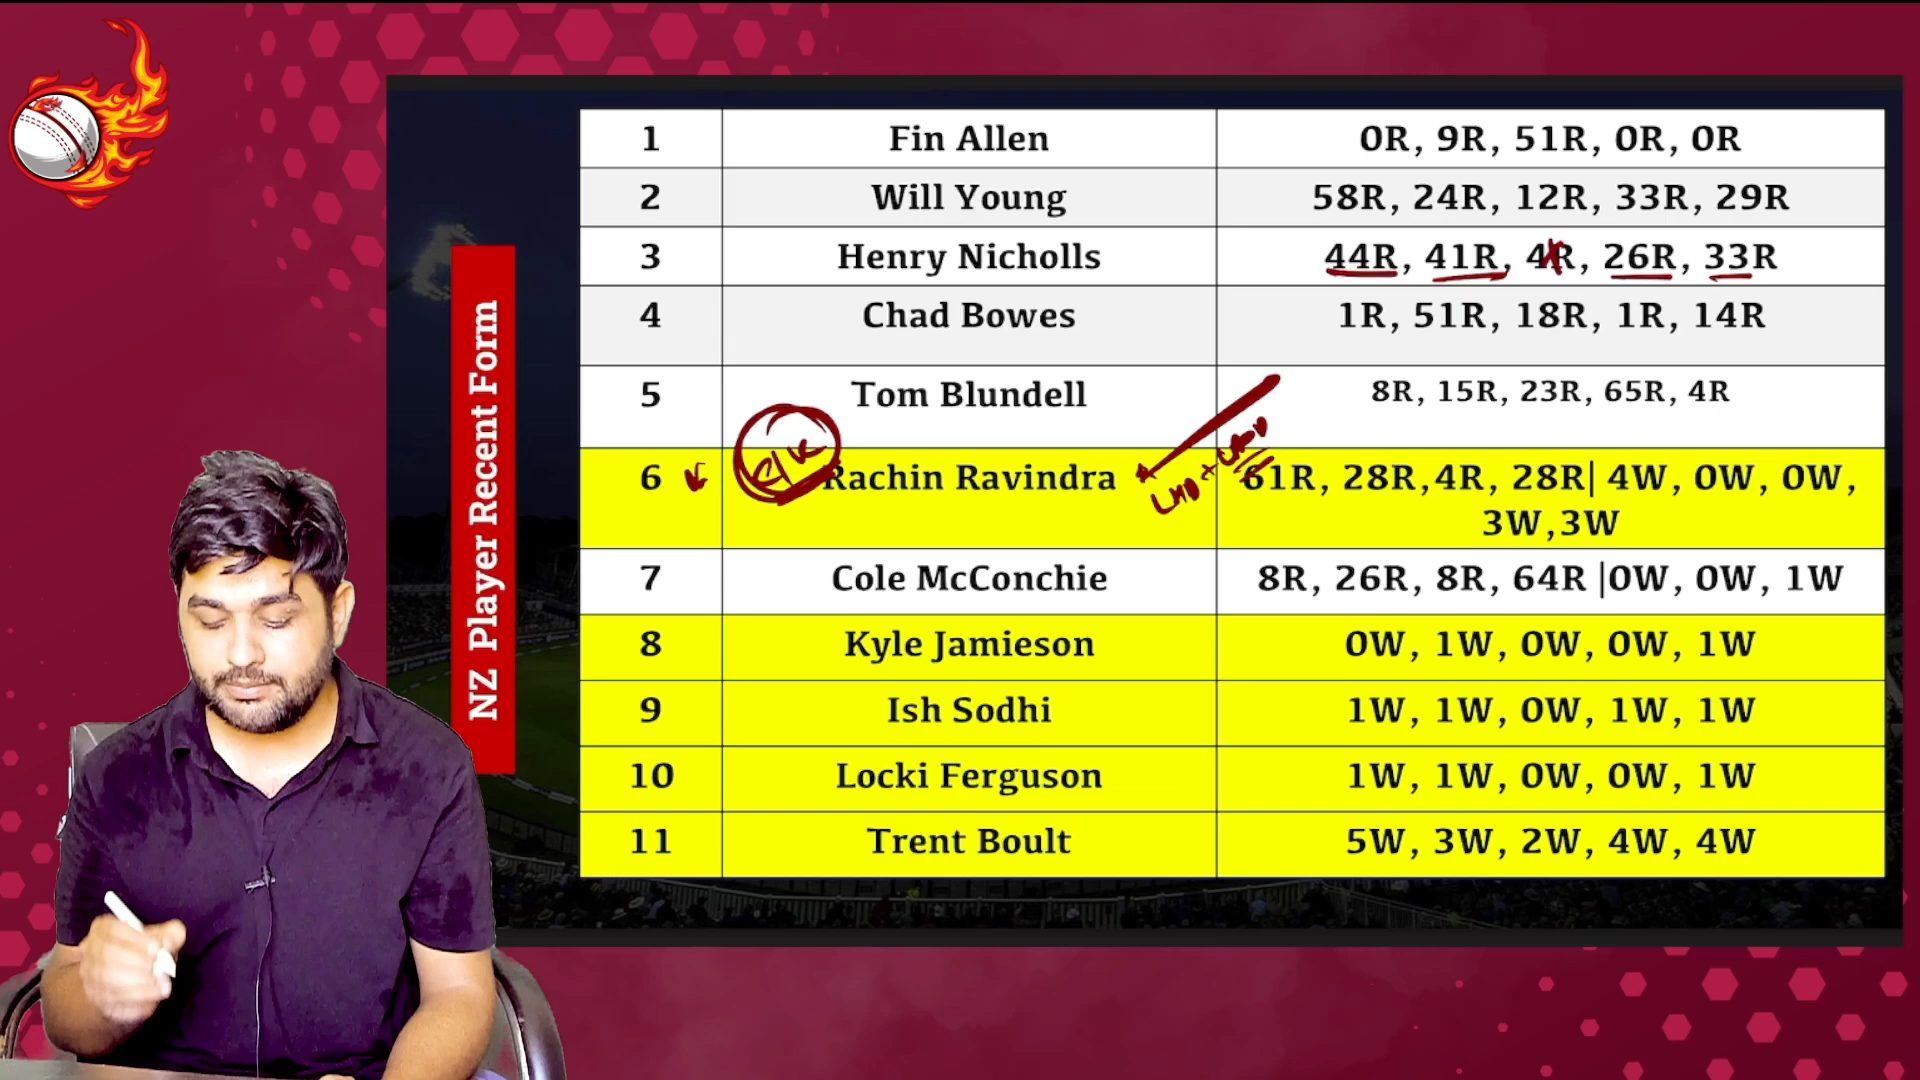 NZ Player Recent Form
1 Fin Allen 0R, 9R, 51R, 0R, 0R
2 Will Young 58R, 24R, 12R, 33R, 29R
3 Henry Nicholls 44R, 41R, 4R, 26R, 33R
4 Chad Bowes 1R, 51R, 18R, 1R, 14R
5 Tom Blundell 8R, 15R, 23R, 65R, 4R
6 Rachin Ravindra 61R, 28R,4R, 28R| 4W, 0W, 0W,
3W,3W
7 Cole McConchie 8R, 26R, 8R, 64R |0W, 0W, 1W
8 Kyle Jamieson 0W, 1W, 0W, 0W, 1W
9 Ish Sodhi 1W, 1W, 0W, 1W, 1W
10 Locki Ferguson 1W, 1W, 0W, 0W, 1W
11 Trent Boult 5W, 3W, 2W, 4W, 4W